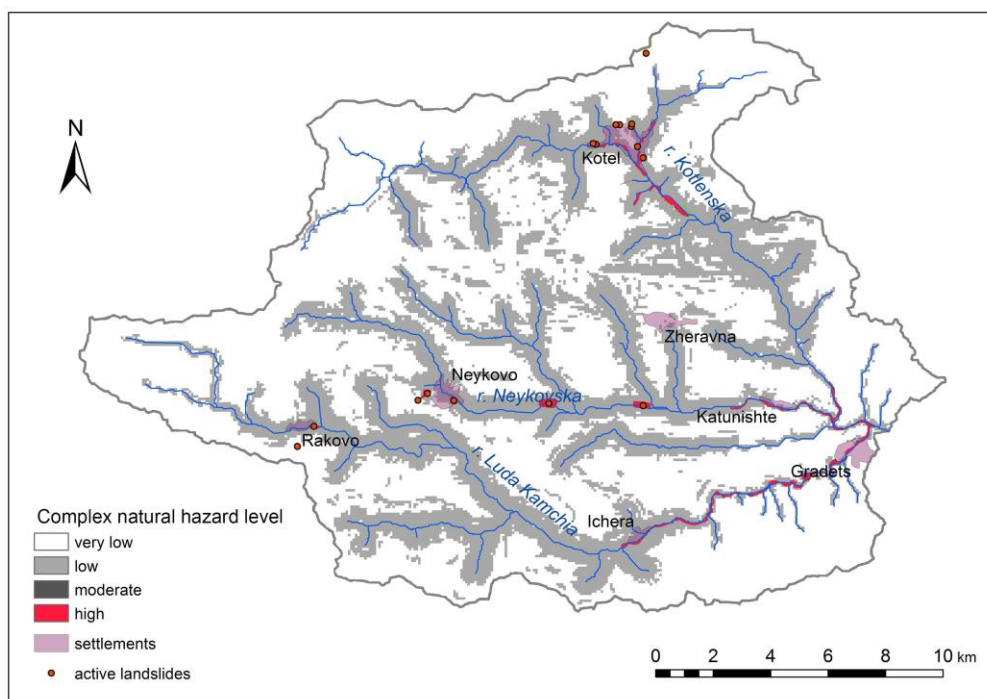 N
Kotel
r. Kotlenska
Zheravna
Neykovo
r. Neykovska
Katunishte
Rakovo
r. Luda Kamchia
Gradets
Ichera
Complex natural hazard level
very low
low
moderate
high
settlements
active landslides
0 2 4 6 8 10 km